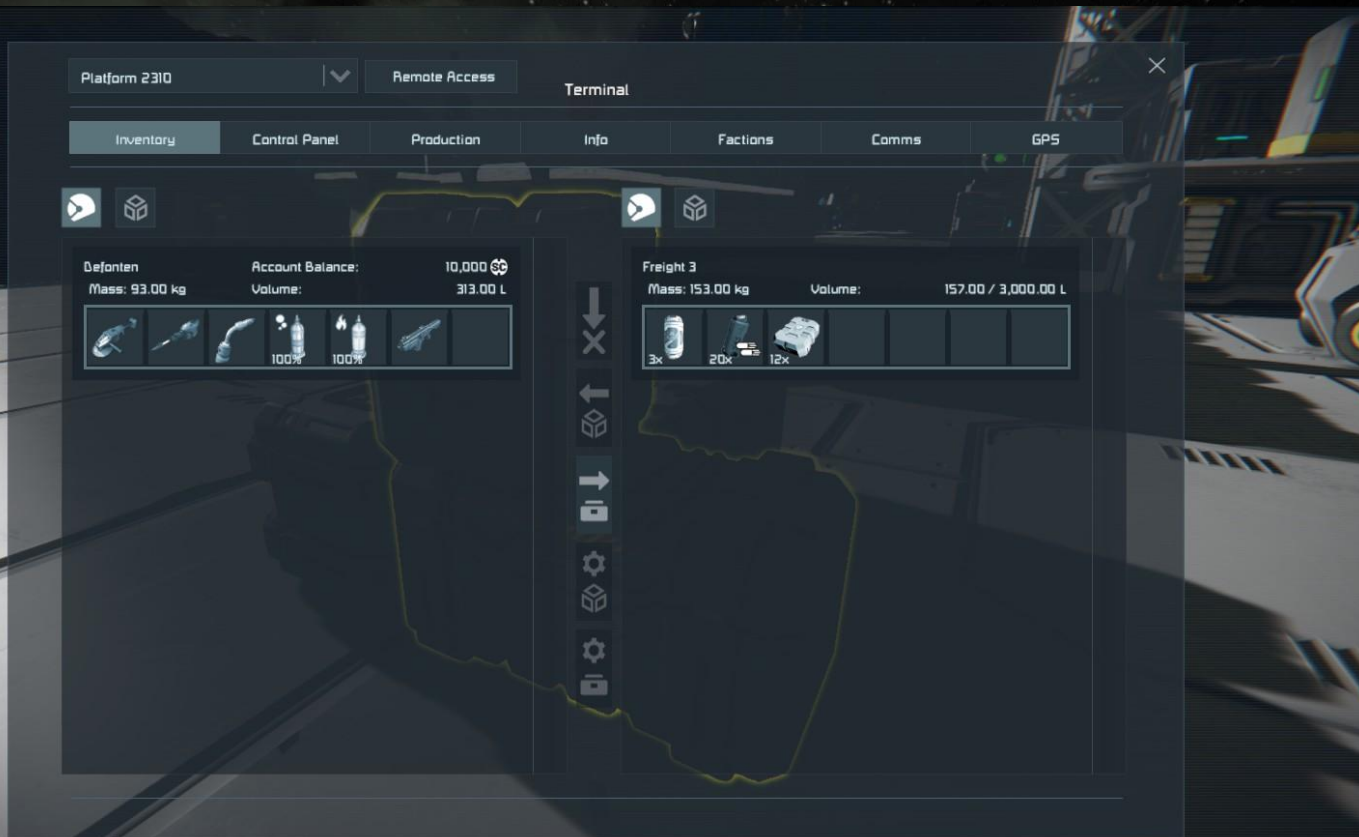 Platform 2310
Remote Access
Terminal
Inventory Control Panel Production Info Factions Comms GPS
Defonten Account Balance: 10,000 SC
Mass: 93.00 kg Volume: 313.00 L
100% 100%
Freight 3
Mass: 153.00 kg Volume: 157.00 / 3,000.00 L
3x 20x 12x